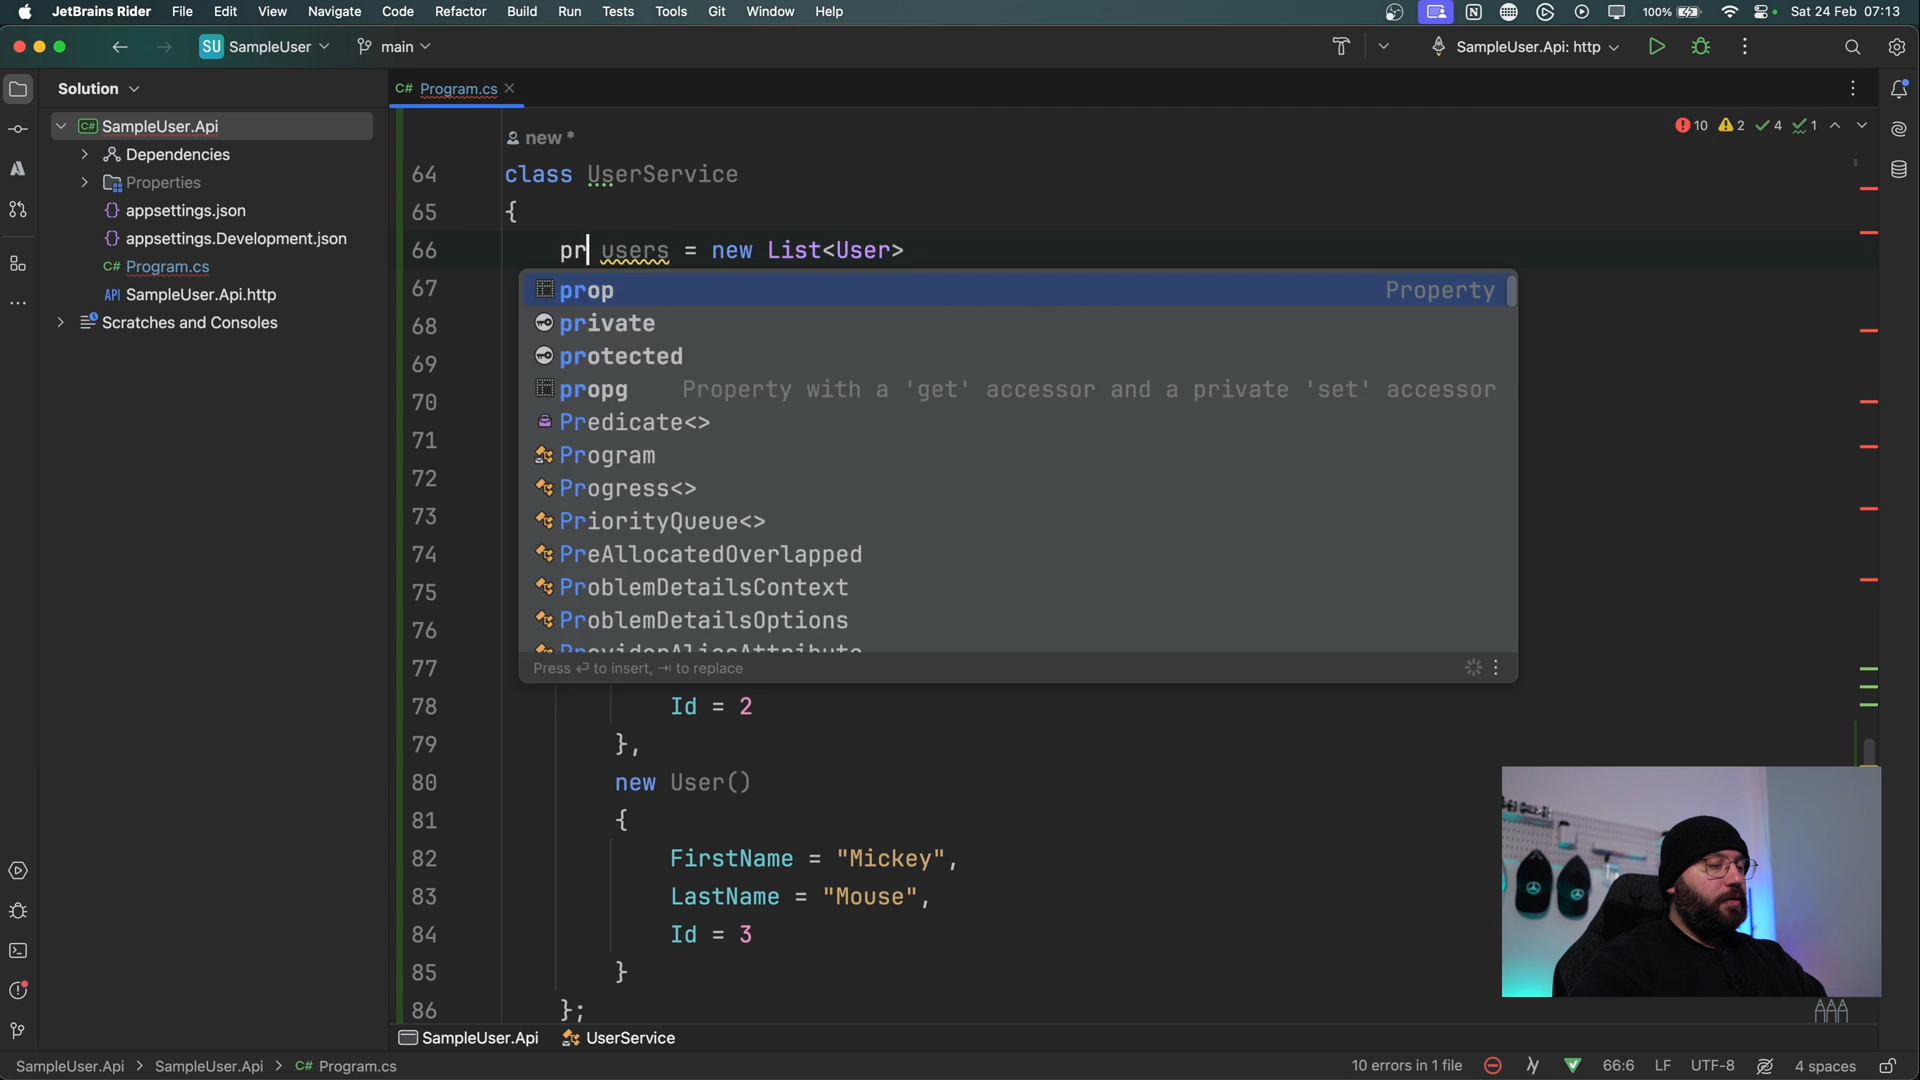 JetBrains Rider File Edit View Navigate Code Refactor Build Run Tests Tools Git Window Help 100% Sat 24 Feb 07:13
SU SampleUser main SampleUser.Api: http
Solution
C# Program.cs
C# SampleUser.Api
Dependencies
Properties
{} appsettings.json
{} appsettings.Development.json
C# Program.cs
API SampleUser.Api.http
Scratches and Consoles
new *
10 2 4 1
64 class UserService
65 {
66 pr users = new List<User>
67
68
69
70
71
72
73
74
75
76
77
prop Property
private
protected
propg Property with a 'get' accessor and a private 'set' accessor
Predicate<>
Program
Progress<>
PriorityQueue<>
PreAllocatedOverlapped
ProblemDetailsContext
ProblemDetailsOptions
ProviderAliasAttribute
Press ↵ to insert, ⇥ to replace
78 Id = 2
79 },
80 new User()
81 {
82 FirstName = "Mickey",
83 LastName = "Mouse",
84 Id = 3
85 }
86 };
SampleUser.Api UserService
SampleUser.Api > SampleUser.Api > C# Program.cs
10 errors in 1 file 66:6 LF UTF-8 4 spaces